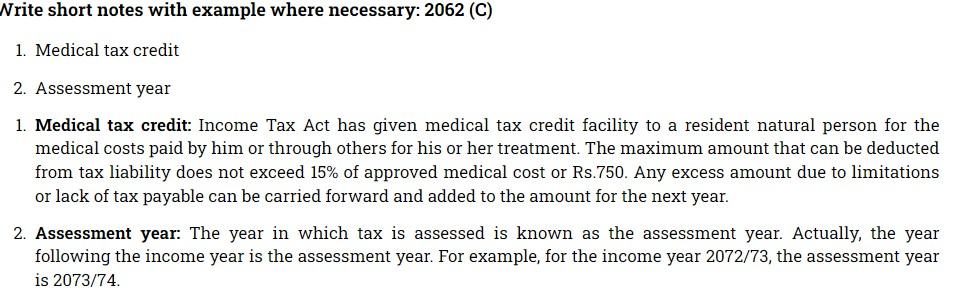 Write short notes with example where necessary: 2062 (C)
1. Medical tax credit
2. Assessment year
1. Medical tax credit: Income Tax Act has given medical tax credit facility to a resident natural person for the
medical costs paid by him or through others for his or her treatment. The maximum amount that can be deducted
from tax liability does not exceed 15% of approved medical cost or Rs.750. Any excess amount due to limitations
or lack of tax payable can be carried forward and added to the amount for the next year.
2. Assessment year: The year in which tax is assessed is known as the assessment year. Actually, the year
following the income year is the assessment year. For example, for the income year 2072/73, the assessment year
is 2073/74.